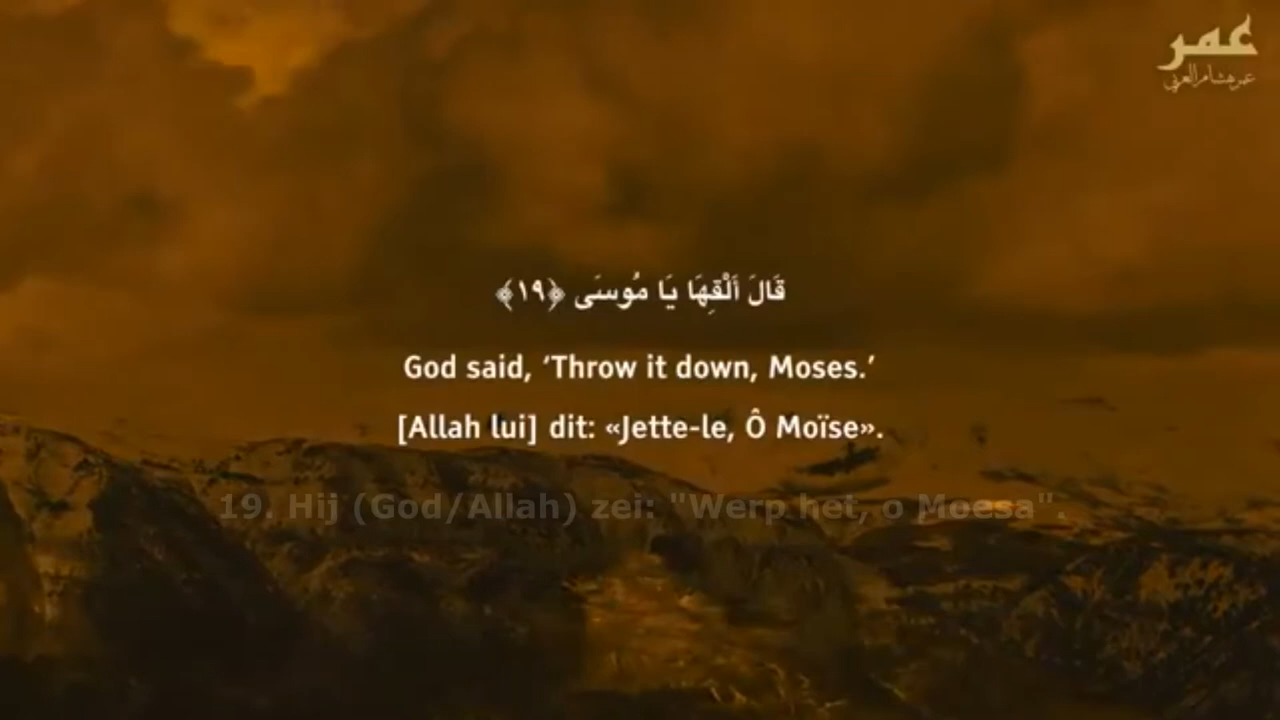 عمر
عمر هشام العربي
قَالَ أَلْقِهَا يَا مُوسَى ﴿١٩﴾
God said, ‘Throw it down, Moses.’
[Allah lui] dit: «Jette-le, Ô Moïse».
19. Hij (God/Allah) zei: "Werp het, o Moesa".